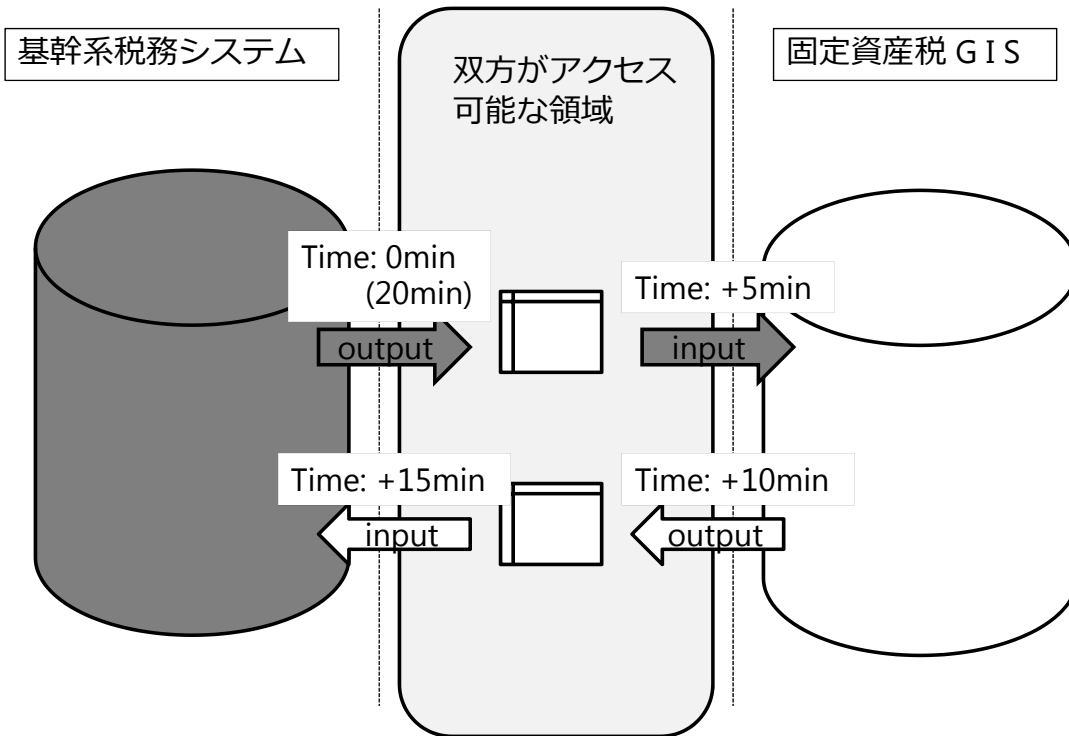 基幹系税務システム
双方がアクセス
可能な領域
固定資産税ＧＩＳ
Time: 0min
(20min)
output
Time: +5min
input
Time: +15min
input
Time: +10min
output